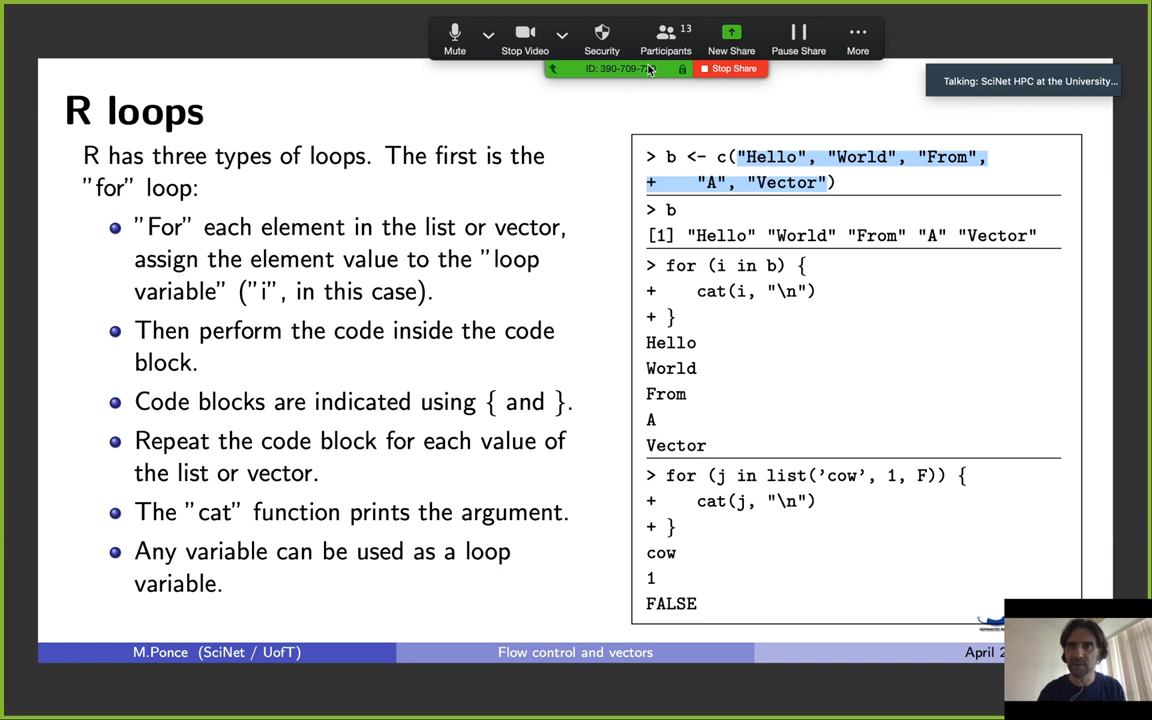 13
Mute
Stop Video
Security
Participants
New Share
Pause Share
More
ID: 390-709-7
Stop Share
Talking: SciNet HPC at the University...
R loops
R has three types of loops. The first is the
"for" loop:
"For" each element in the list or vector,
assign the element value to the "loop
variable" ("i", in this case).
Then perform the code inside the code
block.
Code blocks are indicated using { and }.
Repeat the code block for each value of
the list or vector.
The "cat" function prints the argument.
Any variable can be used as a loop
variable.
> b <- c("Hello", "World", "From",
+    "A", "Vector")
> b
[1] "Hello" "World" "From" "A" "Vector"
> for (i in b) {
+    cat(i, "\n")
+ }
Hello
World
From
A
Vector
> for (j in list('cow', 1, F)) {
+    cat(j, "\n")
+ }
cow
1
FALSE
M.Ponce (SciNet / UofT)
Flow control and vectors
April 2